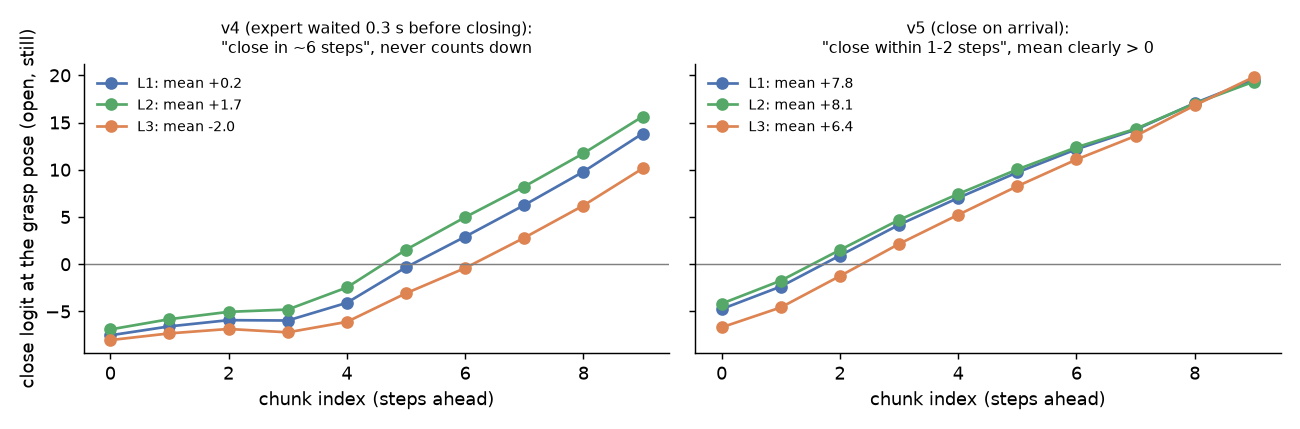 v4 (expert waited 0.3 s before closing):
"close in ~6 steps", never counts down
close logit at the grasp pose (open, still)
20
15
10
5
0
−5
L1: mean +0.2
L2: mean +1.7
L3: mean -2.0
0 2 4 6 8
chunk index (steps ahead)
v5 (close on arrival):
"close within 1-2 steps", mean clearly > 0
L1: mean +7.8
L2: mean +8.1
L3: mean +6.4
0 2 4 6 8
chunk index (steps ahead)